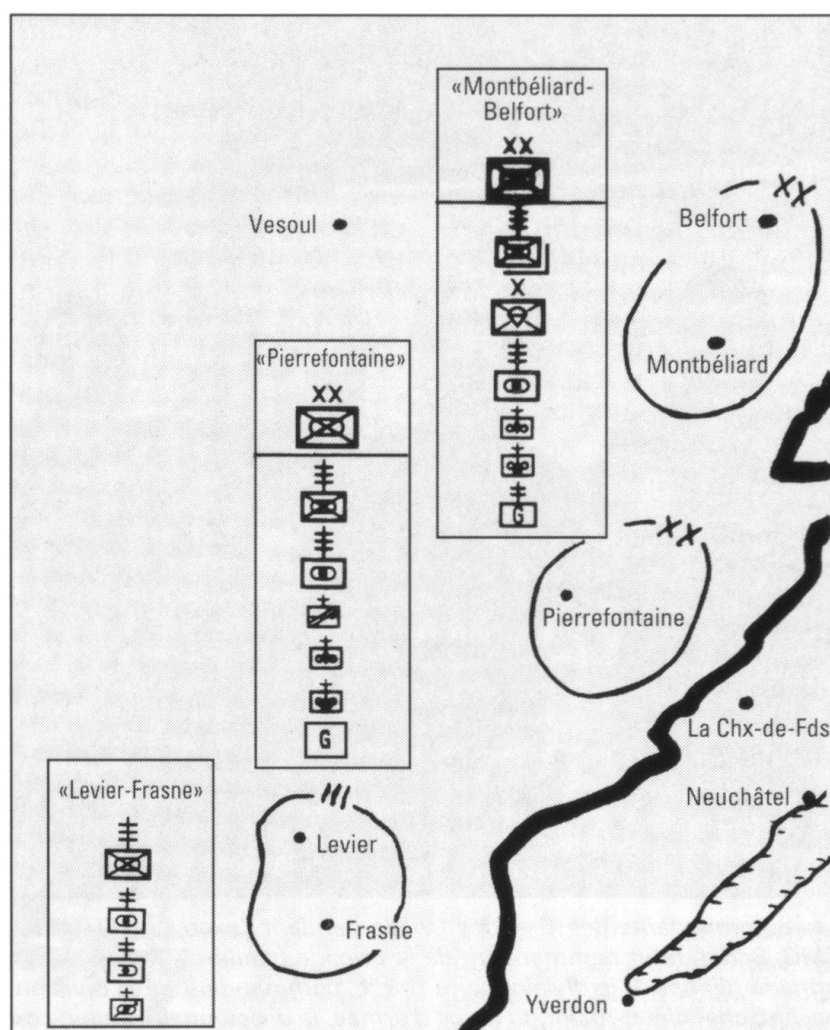 «Montbéliard-
Belfort»
XX
XX
Belfort
Vesoul
X
Montbéliard
«Pierrefontaine»
XX
G
XX
Pierrefontaine
G
La Chx-de-Fds
«Levier-Frasne»
III
Neuchâtel
Levier
Frasne
Yverdon